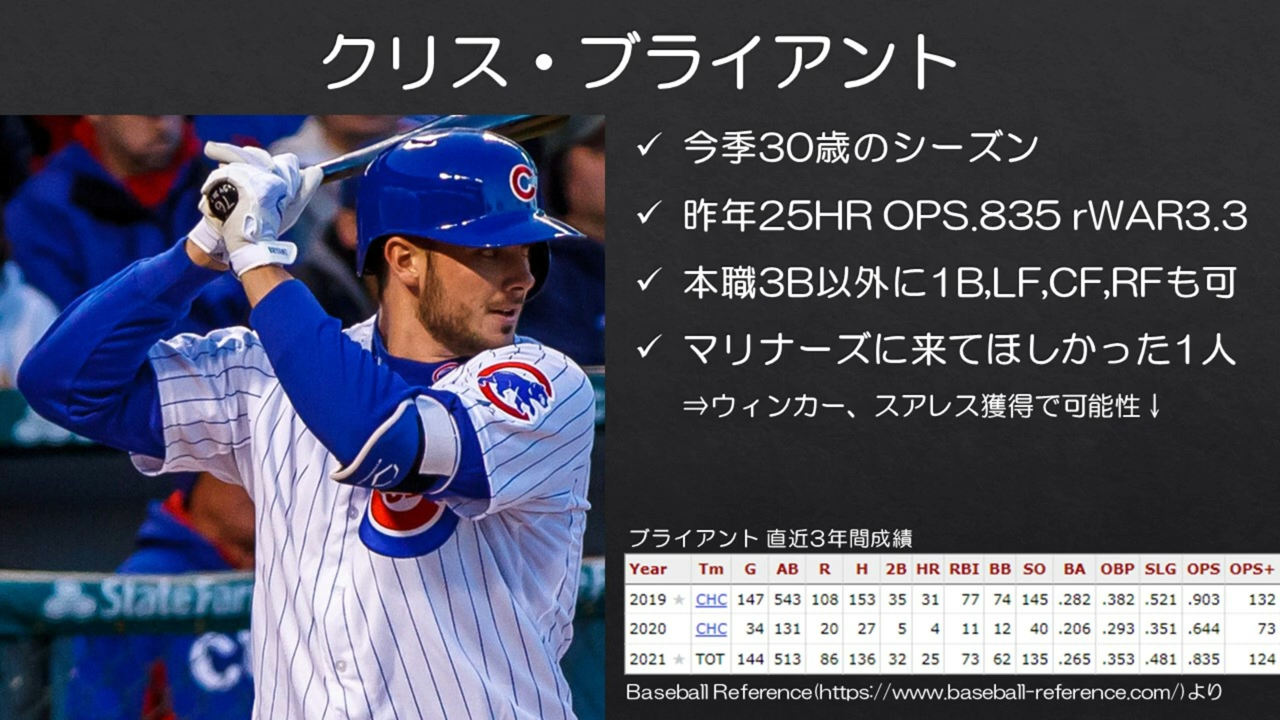 クリス・ブライアント
✓ 今季30歳のシーズン
✓ 昨年25HR OPS.835 rWAR3.3
✓ 本職3B以外に1B,LF,CF,RFも可
✓ マリナーズに来てほしかった1人
⇒ウィンカー、スアレス獲得で可能性↓
C
StateFar
ブライアント 直近3年間成績
Year Tm G AB R H 2B HR RBI BB SO BA OBP SLG OPS OPS+
2019 ★ CHC 147 543 108 153 35 31 77 74 145 .282 .382 .521 .903 132
2020 CHC 34 131 20 27 5 4 11 12 40 .206 .293 .351 .644 73
2021 ★ TOT 144 513 86 136 32 25 73 62 135 .265 .353 .481 .835 124
Baseball Reference(https://www.baseball-reference.com/)より